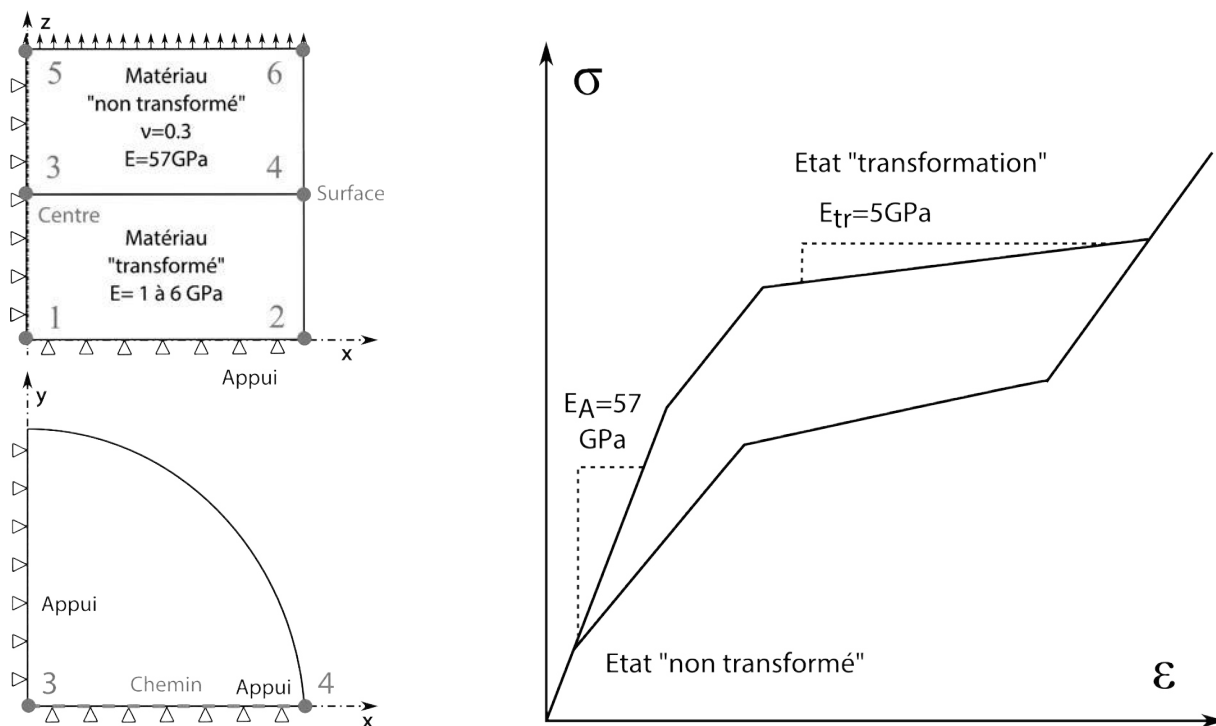 z
5
6
Matériau
"non transformé"
ν=0.3
E=57GPa
3
4
Surface
Centre
Matériau
"transformé"
E= 1 à 6 GPa
1
2
x
Appui
y
Appui
3
Chemin
Appui
4
x
σ
Etat "transformation"
Etr=5GPa
EA=57
GPa
Etat "non transformé"
ε